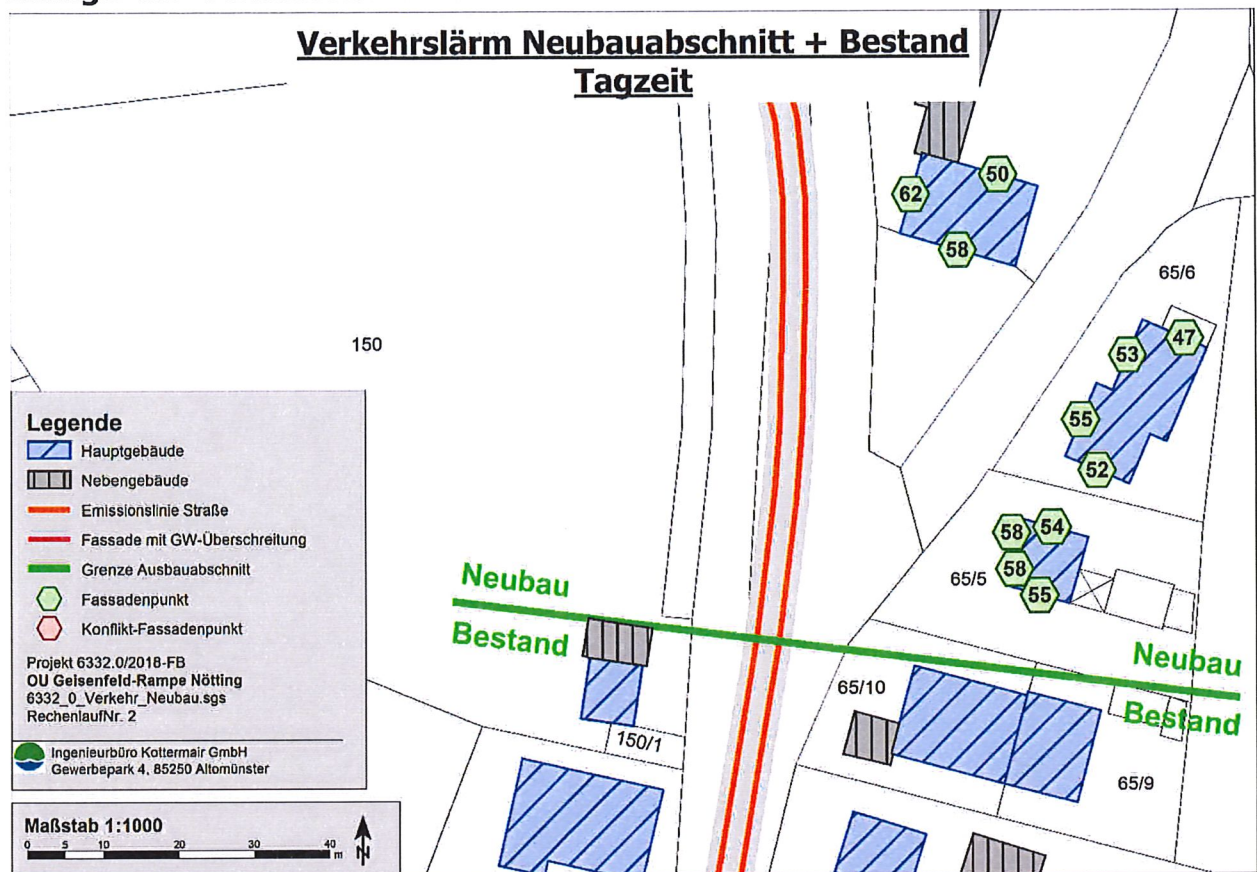 Verkehrslärm Neubauabschnitt + Bestand
Tagzeit
50
62
58
65/6
47
53
150
55
52
Legende
Hauptgebäude
Nebengebäude
Emissionslinie Straße
Fassade mit GW-Überschreitung
Grenze Ausbauabschnitt
Fassadenpunkt
Konflikt-Fassadenpunkt
58
54
58
65/5
55
Neubau
Bestand
Neubau
Bestand
Projekt 6332.0/2018-FB
OU Geisenfeld-Rampe Nötting
6332_0_Verkehr_Neubau.sgs
RechenlaufNr. 2
65/10
150/1
65/9
Ingenieurbüro Kottermair GmbH
Gewerbepark 4, 85250 Altomünster
Maßstab 1:1000
0 5 10 20 30 40
m
N